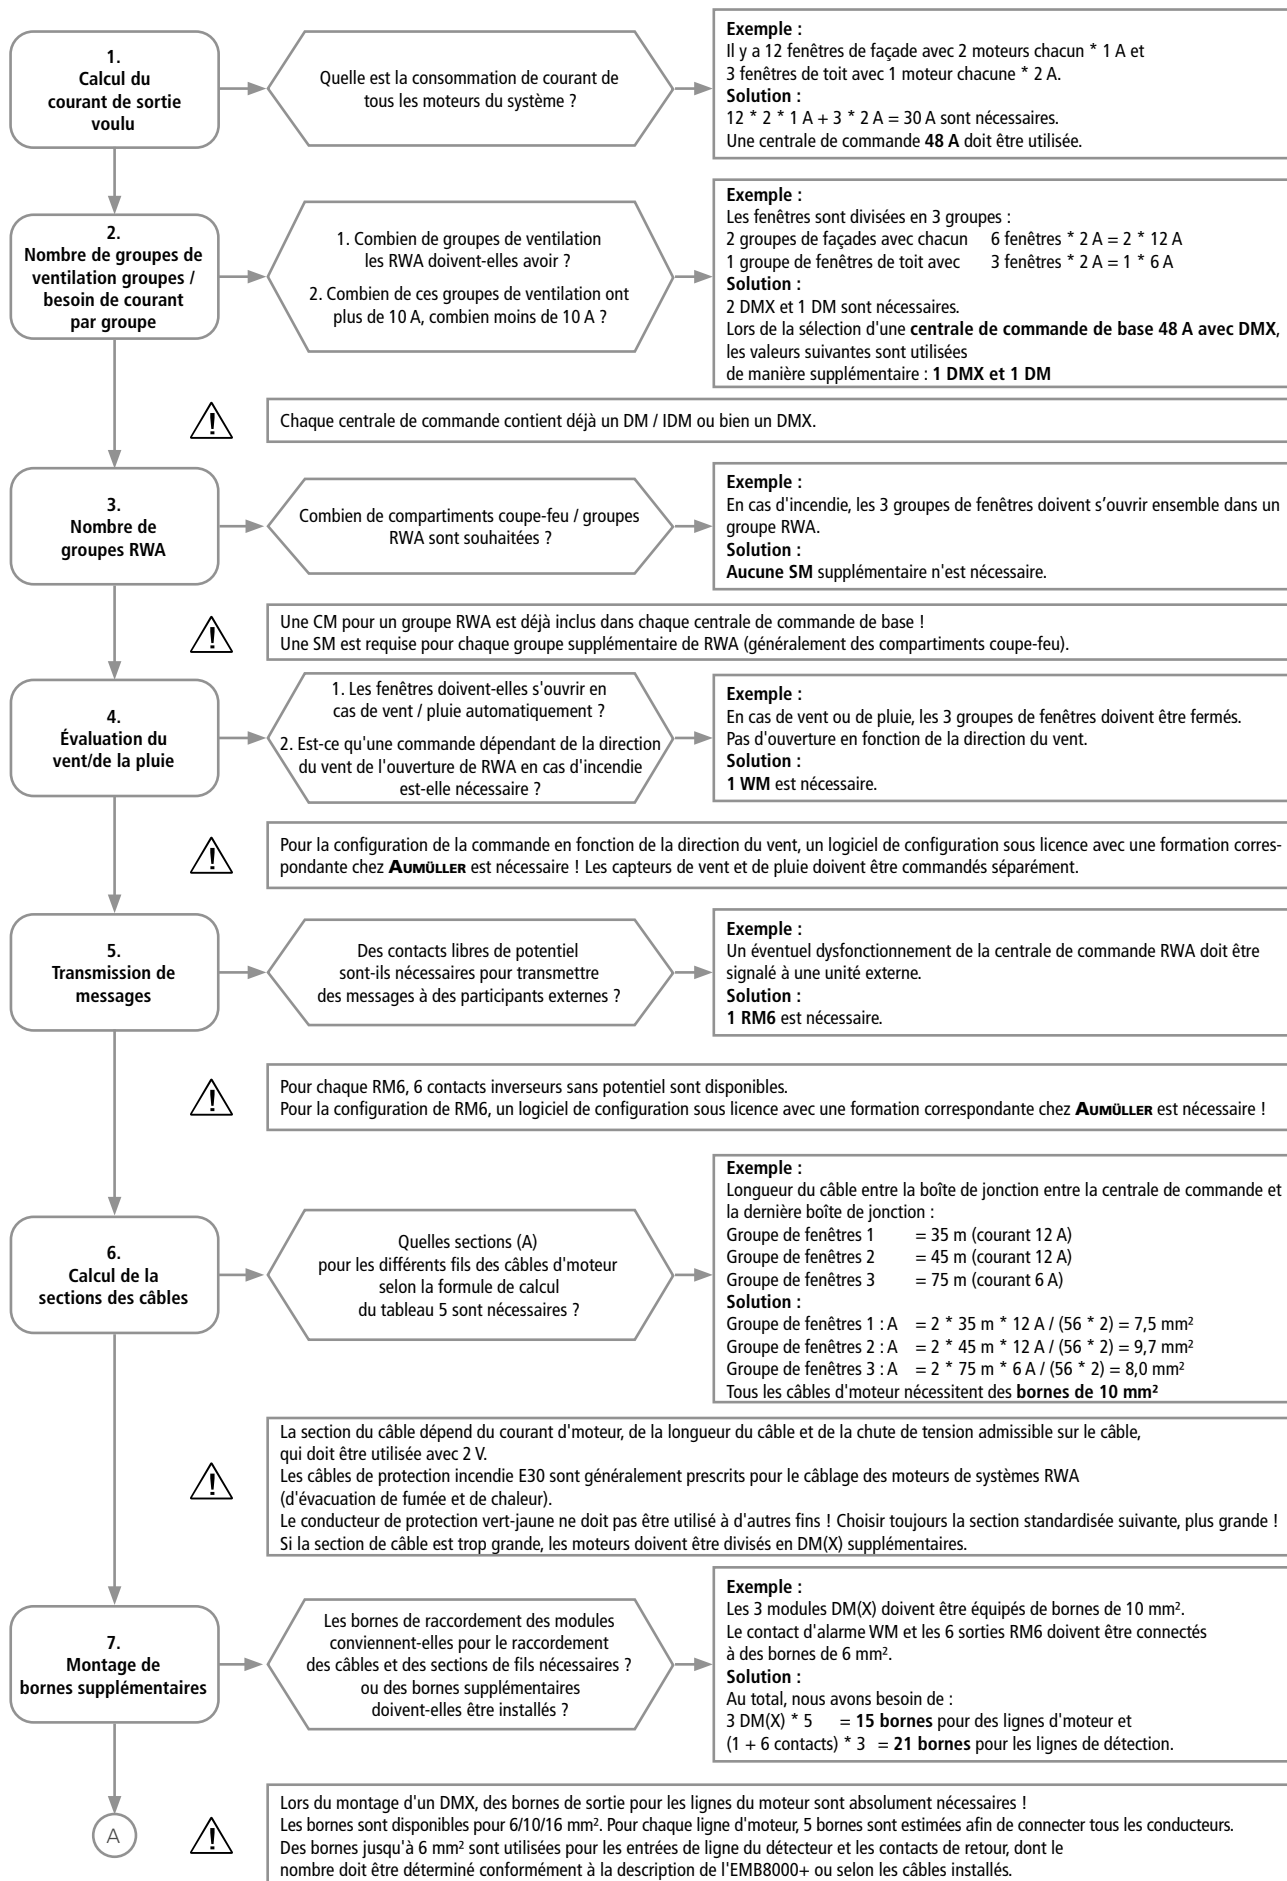 1.
Calcul du
courant de sortie
voulu
Quelle est la consommation de courant de
tous les moteurs du système ?
Exemple :
Il y a 12 fenêtres de façade avec 2 moteurs chacun * 1 A et
3 fenêtres de toit avec 1 moteur chacune * 2 A.
Solution :
12 * 2 * 1 A + 3 * 2 A = 30 A sont nécessaires.
Une centrale de commande 48 A doit être utilisée.
2.
Nombre de groupes de
ventilation groupes /
besoin de courant
par groupe
1. Combien de groupes de ventilation
les RWA doivent-elles avoir ?
2. Combien de ces groupes de ventilation ont
plus de 10 A, combien moins de 10 A ?
Exemple :
Les fenêtres sont divisées en 3 groupes :
2 groupes de façades avec chacun 6 fenêtres * 2 A = 2 * 12 A
1 groupe de fenêtres de toit avec 3 fenêtres * 2 A = 1 * 6 A
Solution :
2 DMX et 1 DM sont nécessaires.
Lors de la sélection d'une centrale de commande de base 48 A avec DMX,
les valeurs suivantes sont utilisées
de manière supplémentaire : 1 DMX et 1 DM
Chaque centrale de commande contient déjà un DM / IDM ou bien un DMX.
3.
Nombre de
groupes RWA
Combien de compartiments coupe-feu / groupes
RWA sont souhaitées ?
Exemple :
En cas d'incendie, les 3 groupes de fenêtres doivent s’ouvrir ensemble dans un
groupe RWA.
Solution :
Aucune SM supplémentaire n'est nécessaire.
Une CM pour un groupe RWA est déjà inclus dans chaque centrale de commande de base !
Une SM est requise pour chaque groupe supplémentaire de RWA (généralement des compartiments coupe-feu).
4.
Évaluation du
vent/de la pluie
1. Les fenêtres doivent-elles s'ouvrir en
cas de vent / pluie automatiquement ?
2. Est-ce qu'une commande dépendant de la direction
du vent de l'ouverture de RWA en cas d'incendie
est-elle nécessaire ?
Exemple :
En cas de vent ou de pluie, les 3 groupes de fenêtres doivent être fermés.
Pas d'ouverture en fonction de la direction du vent.
Solution :
1 WM est nécessaire.
Pour la configuration de la commande en fonction de la direction du vent, un logiciel de configuration sous licence avec une formation corres-
pondante chez AUMÜLLER est nécessaire ! Les capteurs de vent et de pluie doivent être commandés séparément.
5.
Transmission de
messages
Des contacts libres de potentiel
sont-ils nécessaires pour transmettre
des messages à des participants externes ?
Exemple :
Un éventuel dysfonctionnement de la centrale de commande RWA doit être
signalé à une unité externe.
Solution :
1 RM6 est nécessaire.
Pour chaque RM6, 6 contacts inverseurs sans potentiel sont disponibles.
Pour la configuration de RM6, un logiciel de configuration sous licence avec une formation correspondante chez AUMÜLLER est nécessaire !
6.
Calcul de la
sections des câbles
Quelles sections (A)
pour les différents fils des câbles d'moteur
selon la formule de calcul
du tableau 5 sont nécessaires ?
Exemple :
Longueur du câble entre la boîte de jonction entre la centrale de commande et
la dernière boîte de jonction :
Groupe de fenêtres 1 = 35 m (courant 12 A)
Groupe de fenêtres 2 = 45 m (courant 12 A)
Groupe de fenêtres 3 = 75 m (courant 6 A)
Solution :
Groupe de fenêtres 1 : A = 2 * 35 m * 12 A / (56 * 2) = 7,5 mm²
Groupe de fenêtres 2 : A = 2 * 45 m * 12 A / (56 * 2) = 9,7 mm²
Groupe de fenêtres 3 : A = 2 * 75 m * 6 A / (56 * 2) = 8,0 mm²
Tous les câbles d'moteur nécessitent des bornes de 10 mm²
La section du câble dépend du courant d'moteur, de la longueur du câble et de la chute de tension admissible sur le câble,
qui doit être utilisée avec 2 V.
Les câbles de protection incendie E30 sont généralement prescrits pour le câblage des moteurs de systèmes RWA
(d'évacuation de fumée et de chaleur).
Le conducteur de protection vert-jaune ne doit pas être utilisé à d'autres fins ! Choisir toujours la section standardisée suivante, plus grande !
Si la section de câble est trop grande, les moteurs doivent être divisés en DM(X) supplémentaires.
7.
Montage de
bornes supplémentaires
Les bornes de raccordement des modules
conviennent-elles pour le raccordement
des câbles et des sections de fils nécessaires ?
ou des bornes supplémentaires
doivent-elles être installés ?
Exemple :
Les 3 modules DM(X) doivent être équipés de bornes de 10 mm².
Le contact d'alarme WM et les 6 sorties RM6 doivent être connectés
à des bornes de 6 mm².
Solution :
Au total, nous avons besoin de :
3 DM(X) * 5 = 15 bornes pour des lignes d'moteur et
(1 + 6 contacts) * 3 = 21 bornes pour les lignes de détection.
A
Lors du montage d'un DMX, des bornes de sortie pour les lignes du moteur sont absolument nécessaires !
Les bornes sont disponibles pour 6/10/16 mm². Pour chaque ligne d'moteur, 5 bornes sont estimées afin de connecter tous les conducteurs.
Des bornes jusqu'à 6 mm² sont utilisées pour les entrées de ligne du détecteur et les contacts de retour, dont le
nombre doit être déterminé conformément à la description de l'EMB8000+ ou selon les câbles installés.